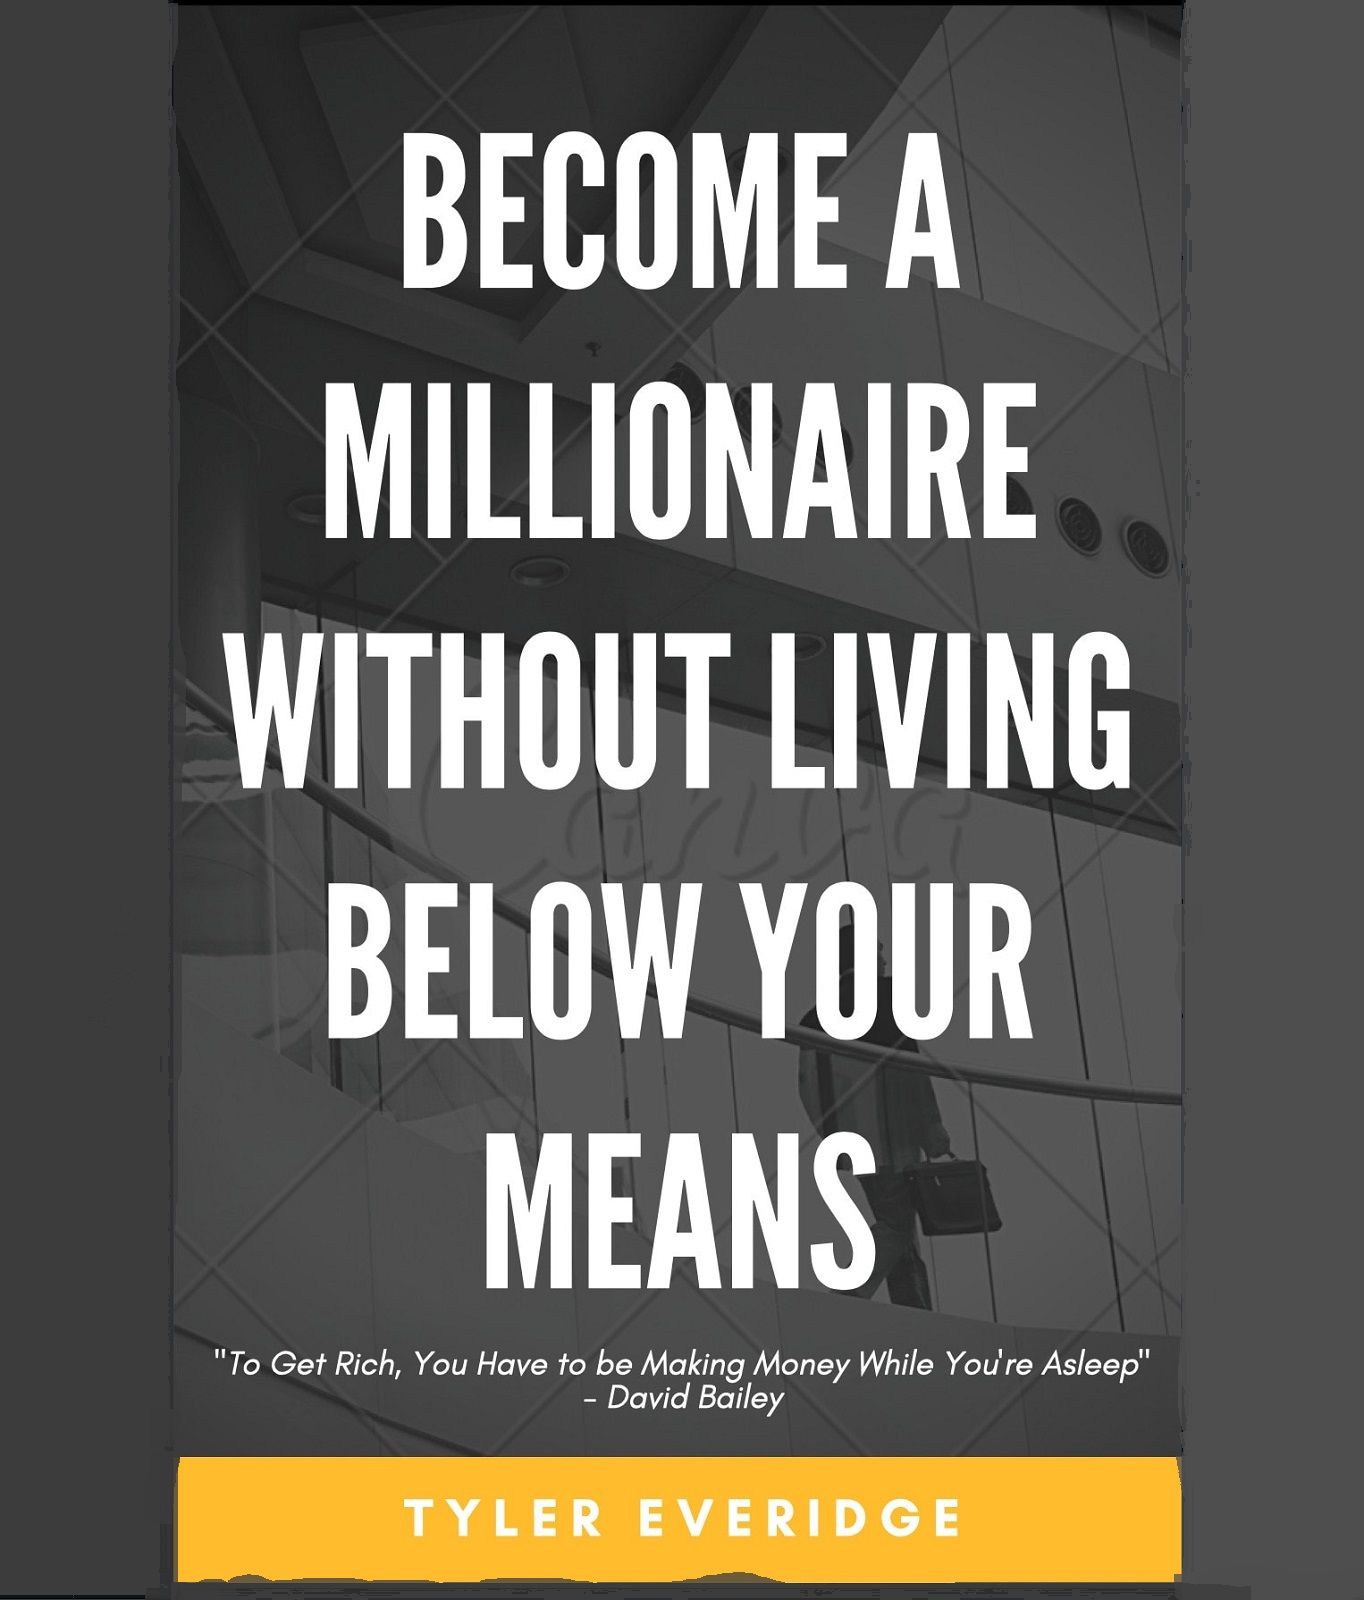 BECOME A
MILLIONAIRE
WITHOUT LIVING
Canva
BELOW YOUR
MEANS
"To Get Rich, You Have to be Making Money While You're Asleep"
- David Bailey
TYLER EVERIDGE